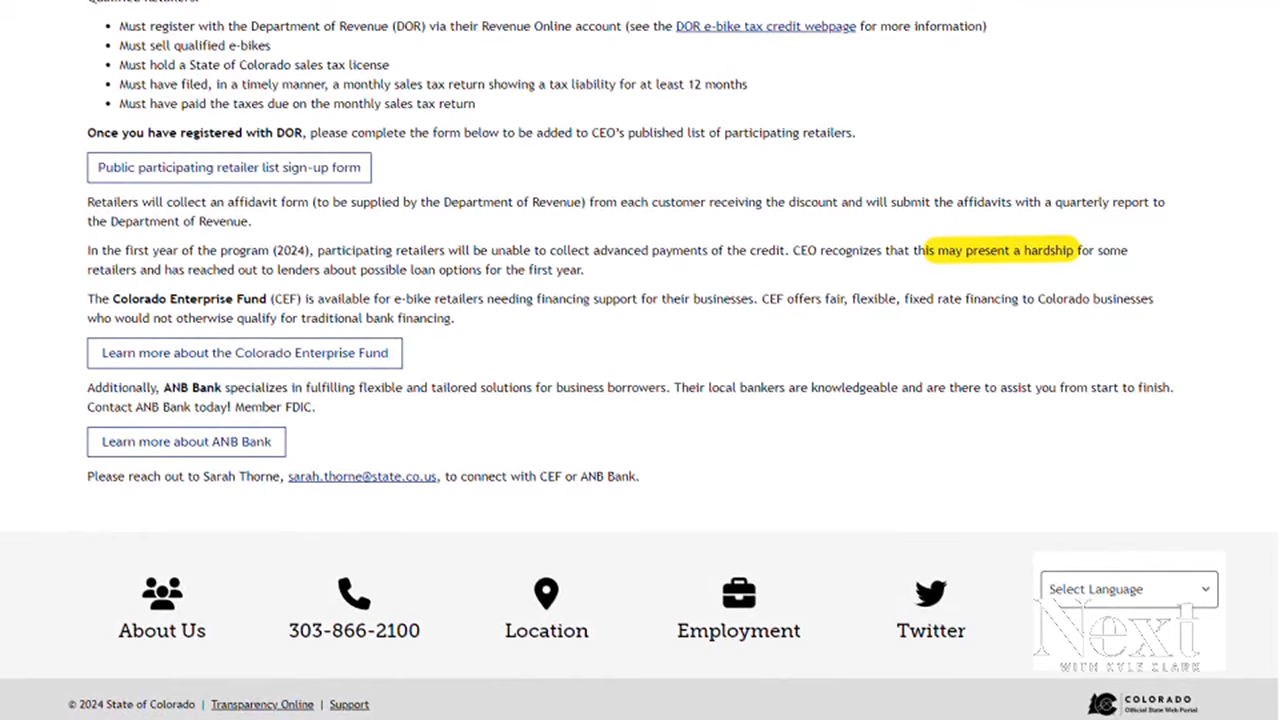 Qualified Retailers:
Must register with the Department of Revenue (DOR) via their Revenue Online account (see the DOR e-bike tax credit webpage for more information)
Must sell qualified e-bikes
Must hold a State of Colorado sales tax license
Must have filed, in a timely manner, a monthly sales tax return showing a tax liability for at least 12 months
Must have paid the taxes due on the monthly sales tax return
Once you have registered with DOR, please complete the form below to be added to CEO's published list of participating retailers.
Public participating retailer list sign-up form
Retailers will collect an affidavit form (to be supplied by the Department of Revenue) from each customer receiving the discount and will submit the affidavits with a quarterly report to
the Department of Revenue.
In the first year of the program (2024), participating retailers will be unable to collect advanced payments of the credit. CEO recognizes that this may present a hardship for some
retailers and has reached out to lenders about possible loan options for the first year.
The Colorado Enterprise Fund (CEF) is available for e-bike retailers needing financing support for their businesses. CEF offers fair, flexible, fixed rate financing to Colorado businesses
who would not otherwise qualify for traditional bank financing.
Learn more about the Colorado Enterprise Fund
Additionally, ANB Bank specializes in fulfilling flexible and tailored solutions for business borrowers. Their local bankers are knowledgeable and are there to assist you from start to finish.
Contact ANB Bank today! Member FDIC.
Learn more about ANB Bank
Please reach out to Sarah Thorne, sarah.thorne@state.co.us, to connect with CEF or ANB Bank.
Select Language
About Us 303-866-2100 Location Employment Twitter
Next
WITH KYLE CLARK
© 2024 State of Colorado | Transparency Online | Support
COLORADO
Official State Web Portal